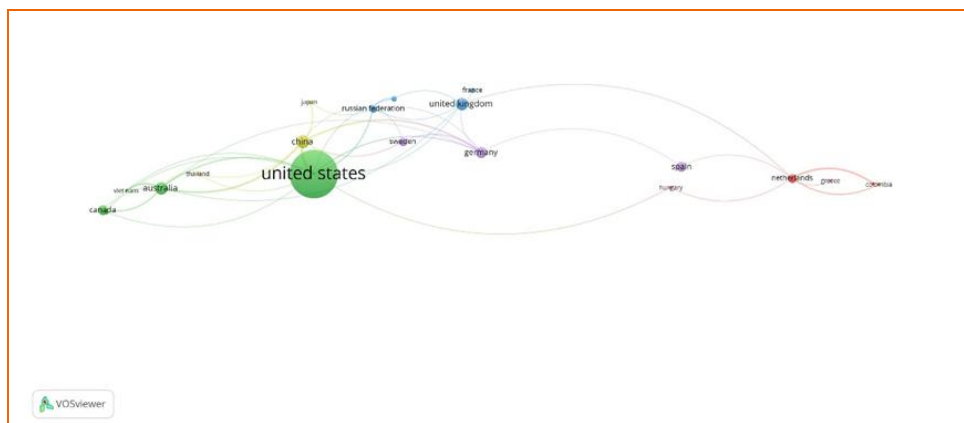 france
japan
russian federation
united kingdom
china
sweden
germany
spain
thailand
united states
netherlands
greece
colombia
viet nam
australia
hungary
canada
VOSviewer